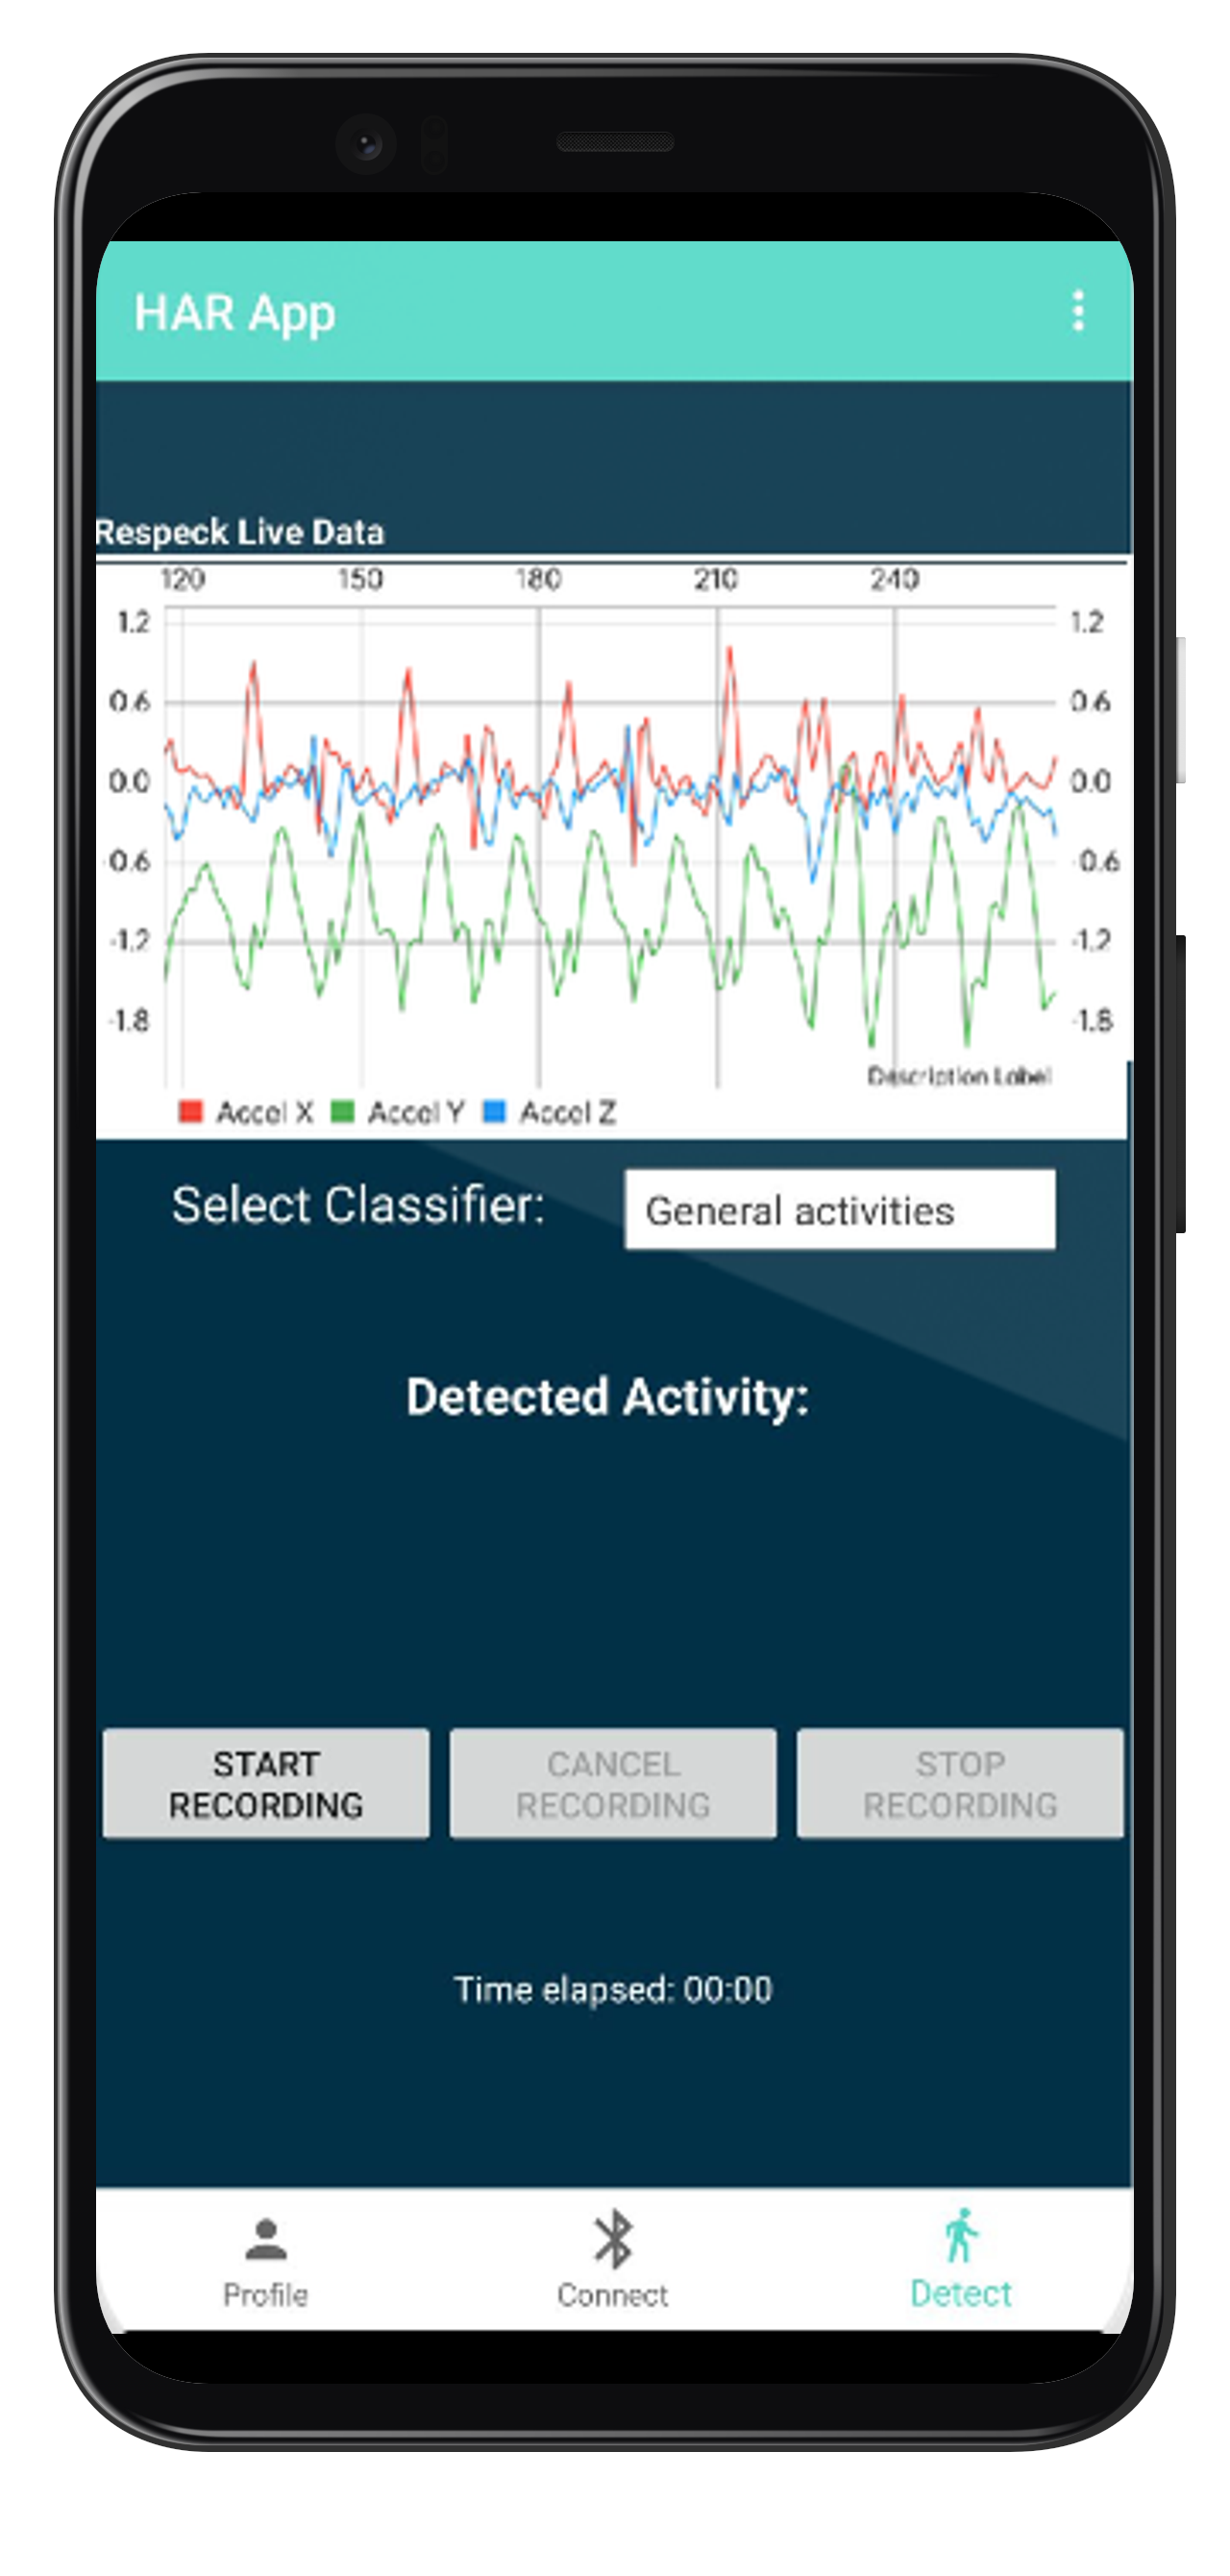 HAR App
Respeck Live Data
120 150 180 210 240
1.2 1.2
0.6 0.6
0.0 0.0
-0.6 -0.6
-1.2 -1.2
-1.8 -1.8
Description Label
Accel X Accel Y Accel Z
Select Classifier: General activities
Detected Activity:
START RECORDING
CANCEL RECORDING
STOP RECORDING
Time elapsed: 00:00
Profile Connect Detect